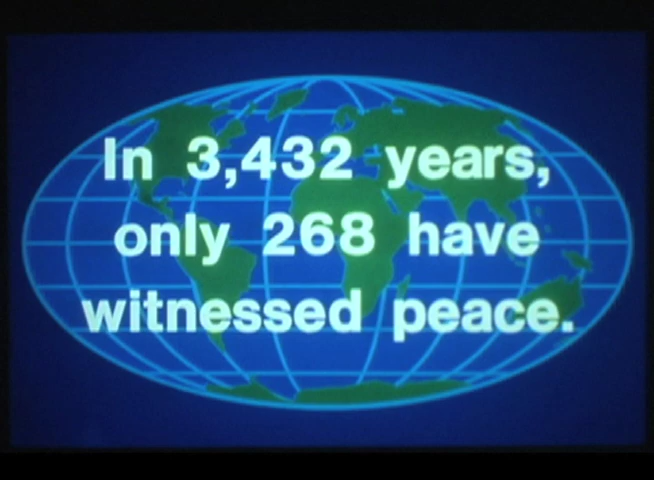 In 3,432 years,
only 268 have
witnessed peace.